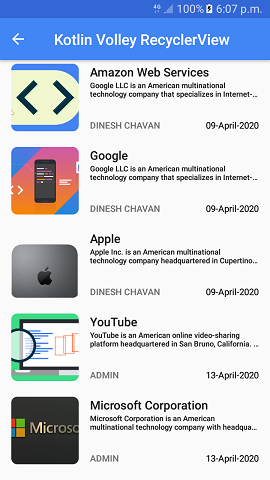 4G 100% 6:07 p.m.
Kotlin Volley RecyclerView
Amazon Web Services
Google LLC is an American multinational
technology company that specializes in Internet-...
DINESH CHAVAN 09-April-2020
Google
Google LLC is an American multinational
technology company that specializes in Internet-...
DINESH CHAVAN 09-April-2020
Apple
Apple Inc. is an American multinational
technology company headquartered in Cupertino...
DINESH CHAVAN 09-April-2020
YouTube
YouTube is an American online video-sharing
platform headquartered in San Bruno, California. ...
ADMIN 13-April-2020
Microsoft Corporation
Microso
Microsoft Corporation is an American
multinational technology company with headqua...
ADMIN 13-April-2020